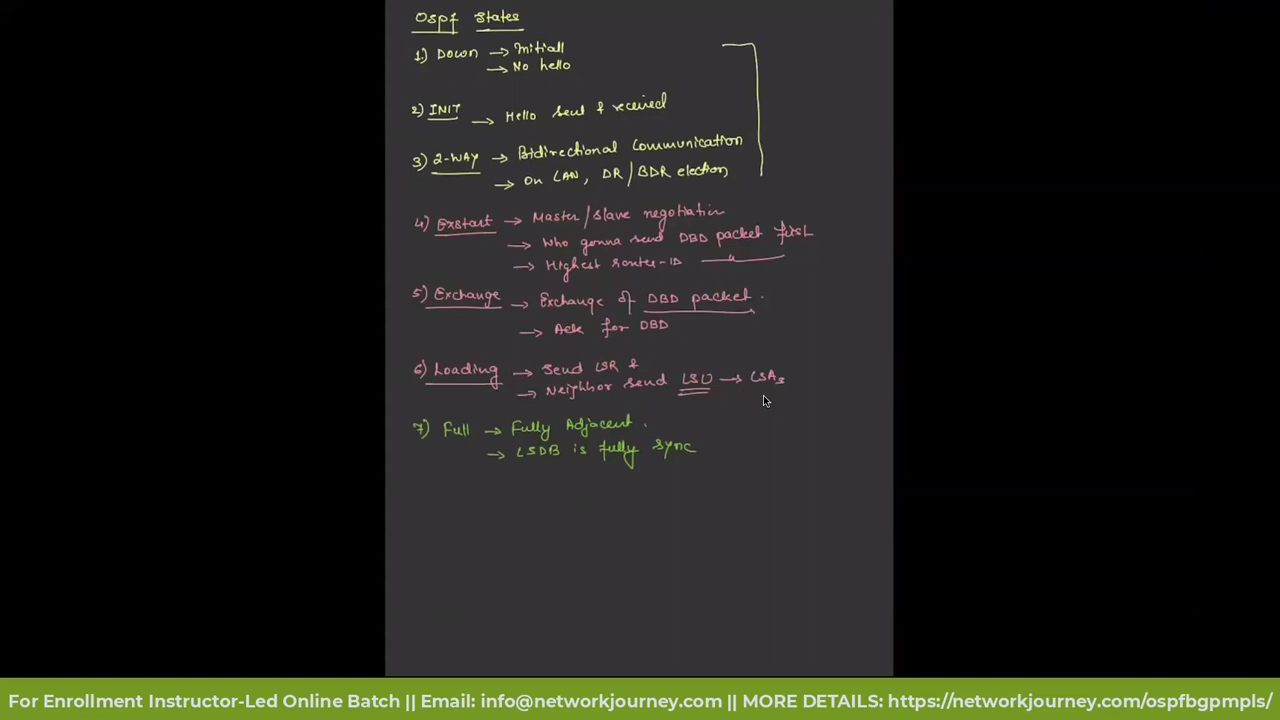 Ospf States
1.) Down → Initiall
→ No hello
2) INIT → Hello sent & received
3) 2-WAY → Bidirectional Communication
→ On LAN, DR/BDR election
4) Exstart → Master/slave negotiation
→ Who gonna send DBD packet first
→ Highest router-ID
5) Exchange → Exchange of DBD packet.
→ Ack for DBD
6) Loading → Send LSR &
→ Neighbor send LSU → LSAs
7) Full → Fully Adjacent.
→ LSDB is fully sync
For Enrollment Instructor-Led Online Batch || Email: info@networkjourney.com || MORE DETAILS: https://networkjourney.com/ospfbgpmpls/